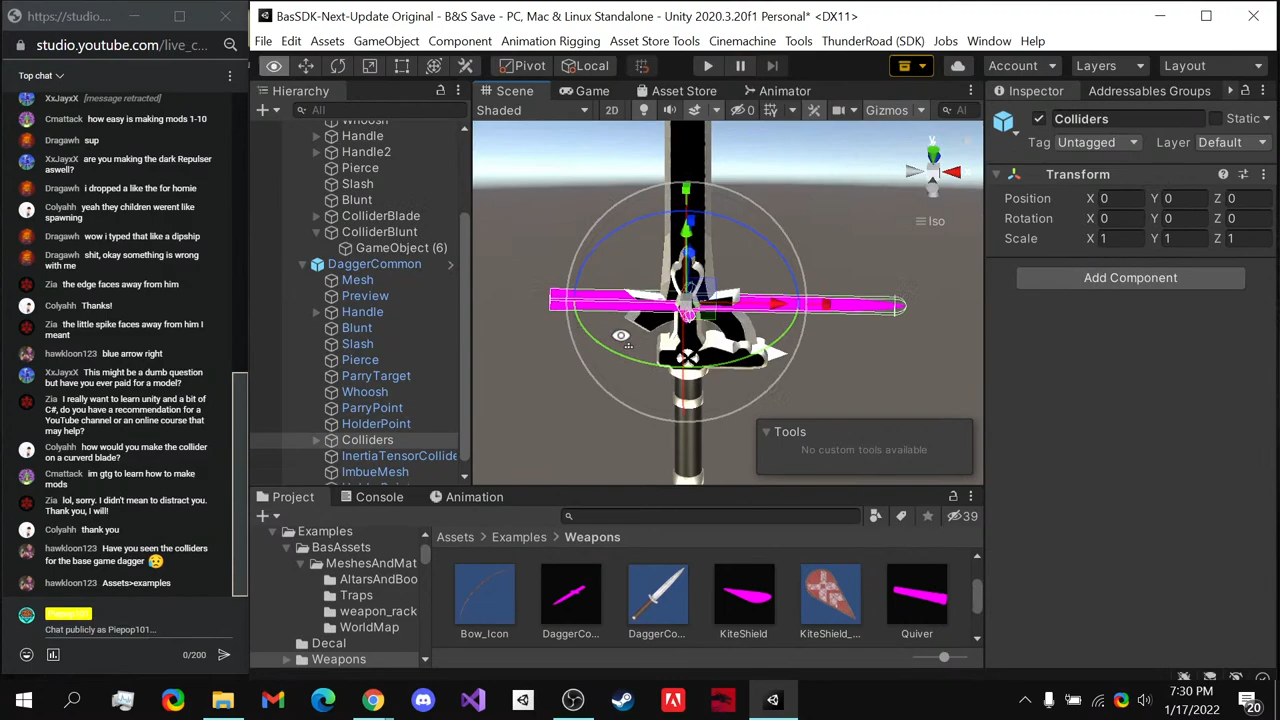 https://studio....
studio.youtube.com/live_c...
Top chat
XxJayxX [message retracted]
Cmattack how easy is making mods 1-10
Dragawh sup
XxJayxX are you making the dark Repulser
aswell?
Dragawh i dropped a like the for homie
Colyahh yeah they children werent like
spawning
Dragawh wow i typed that like a dipship
Dragawh shit, okay something is wrong
with me
Zia the edge faces away from him
Colyahh Thanks!
Zia the little spike faces away from him I
meant
hawkloon123 blue arrow right
XxJayxX This might be a dumb question
but have you ever paid for a model?
Zia I really want to learn unity and a bit of
C#, do you have a recommendation for a
YouTube channel or an online course that
may help?
Colyahh how would you make the collider
on a curverd blade?
Cmattack im gtg to learn how to make
mods
Zia lol, sorry. I didn't mean to distract you.
Thank you, I will!
Colyahh thank you
hawkloon123 Have you seen the colliders
for the base game dagger
hawkloon123 Assets>examples
Piepop101
Chat publicly as Piepop101...
0/200
BasSDK-Next-Update Original - B&S Save - PC, Mac & Linux Standalone - Unity 2020.3.20f1 Personal* <DX11>
File Edit Assets GameObject Component Animation Rigging Asset Store Tools Cinemachine Tools ThunderRoad (SDK) Jobs Window Help
Pivot Local Account Layers Layout
Hierarchy
All
Whoosh
Handle
Handle2
Pierce
Slash
Blunt
ColliderBlade
ColliderBlunt
GameObject (6)
DaggerCommon
Mesh
Preview
Handle
Blunt
Slash
Pierce
ParryTarget
Whoosh
ParryPoint
HolderPoint
Colliders
InertiaTensorCollide
ImbueMesh
Scene Game Asset Store Animator
Shaded 2D 0 Gizmos Al
y
x
Iso
Tools
No custom tools available
Inspector Addressables Groups
Colliders Static
Tag Untagged Layer Default
Transform
Position X 0 Y 0 Z 0
Rotation X 0 Y 0 Z 0
Scale X 1 Y 1 Z 1
Add Component
Project Console Animation
39
Examples
BasAssets
MeshesAndMat
AltarsAndBoo
Traps
weapon_rack
WorldMap
Decal
Weapons
Assets Examples Weapons
Bow_Icon DaggerCo... DaggerCo... KiteShield KiteShield_... Quiver
7:30 PM
1/17/2022
20